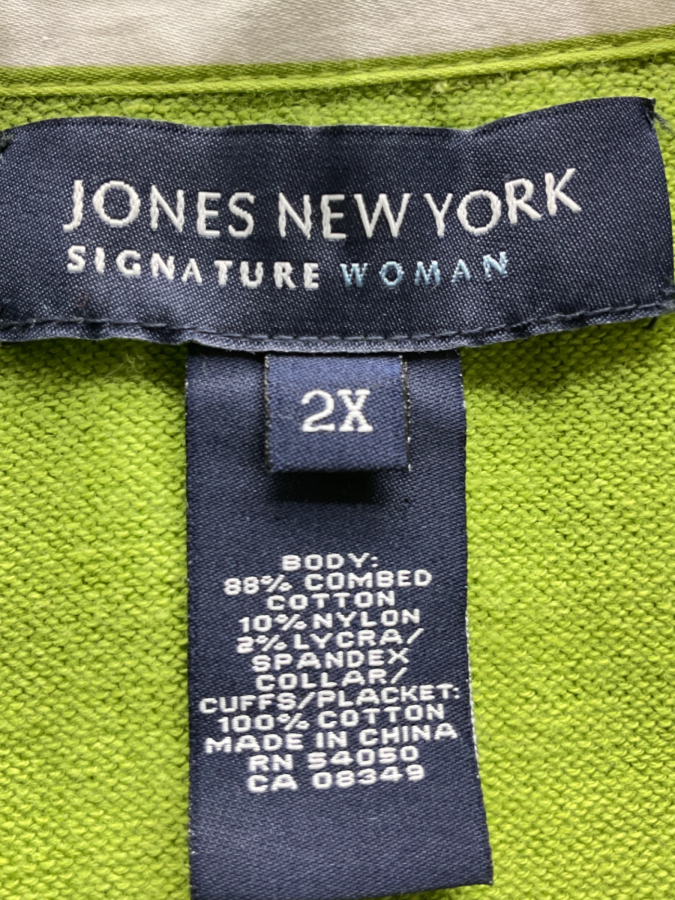 JONES NEW YORK
SIGNATURE WOMAN
2X
BODY:
88% COMBED
COTTON
10% NYLON
2% LYCRA/
SPANDEX
COLLAR/
CUFFS/PLACKET:
100% COTTON
MADE IN CHINA
RN 54050
CA 08349